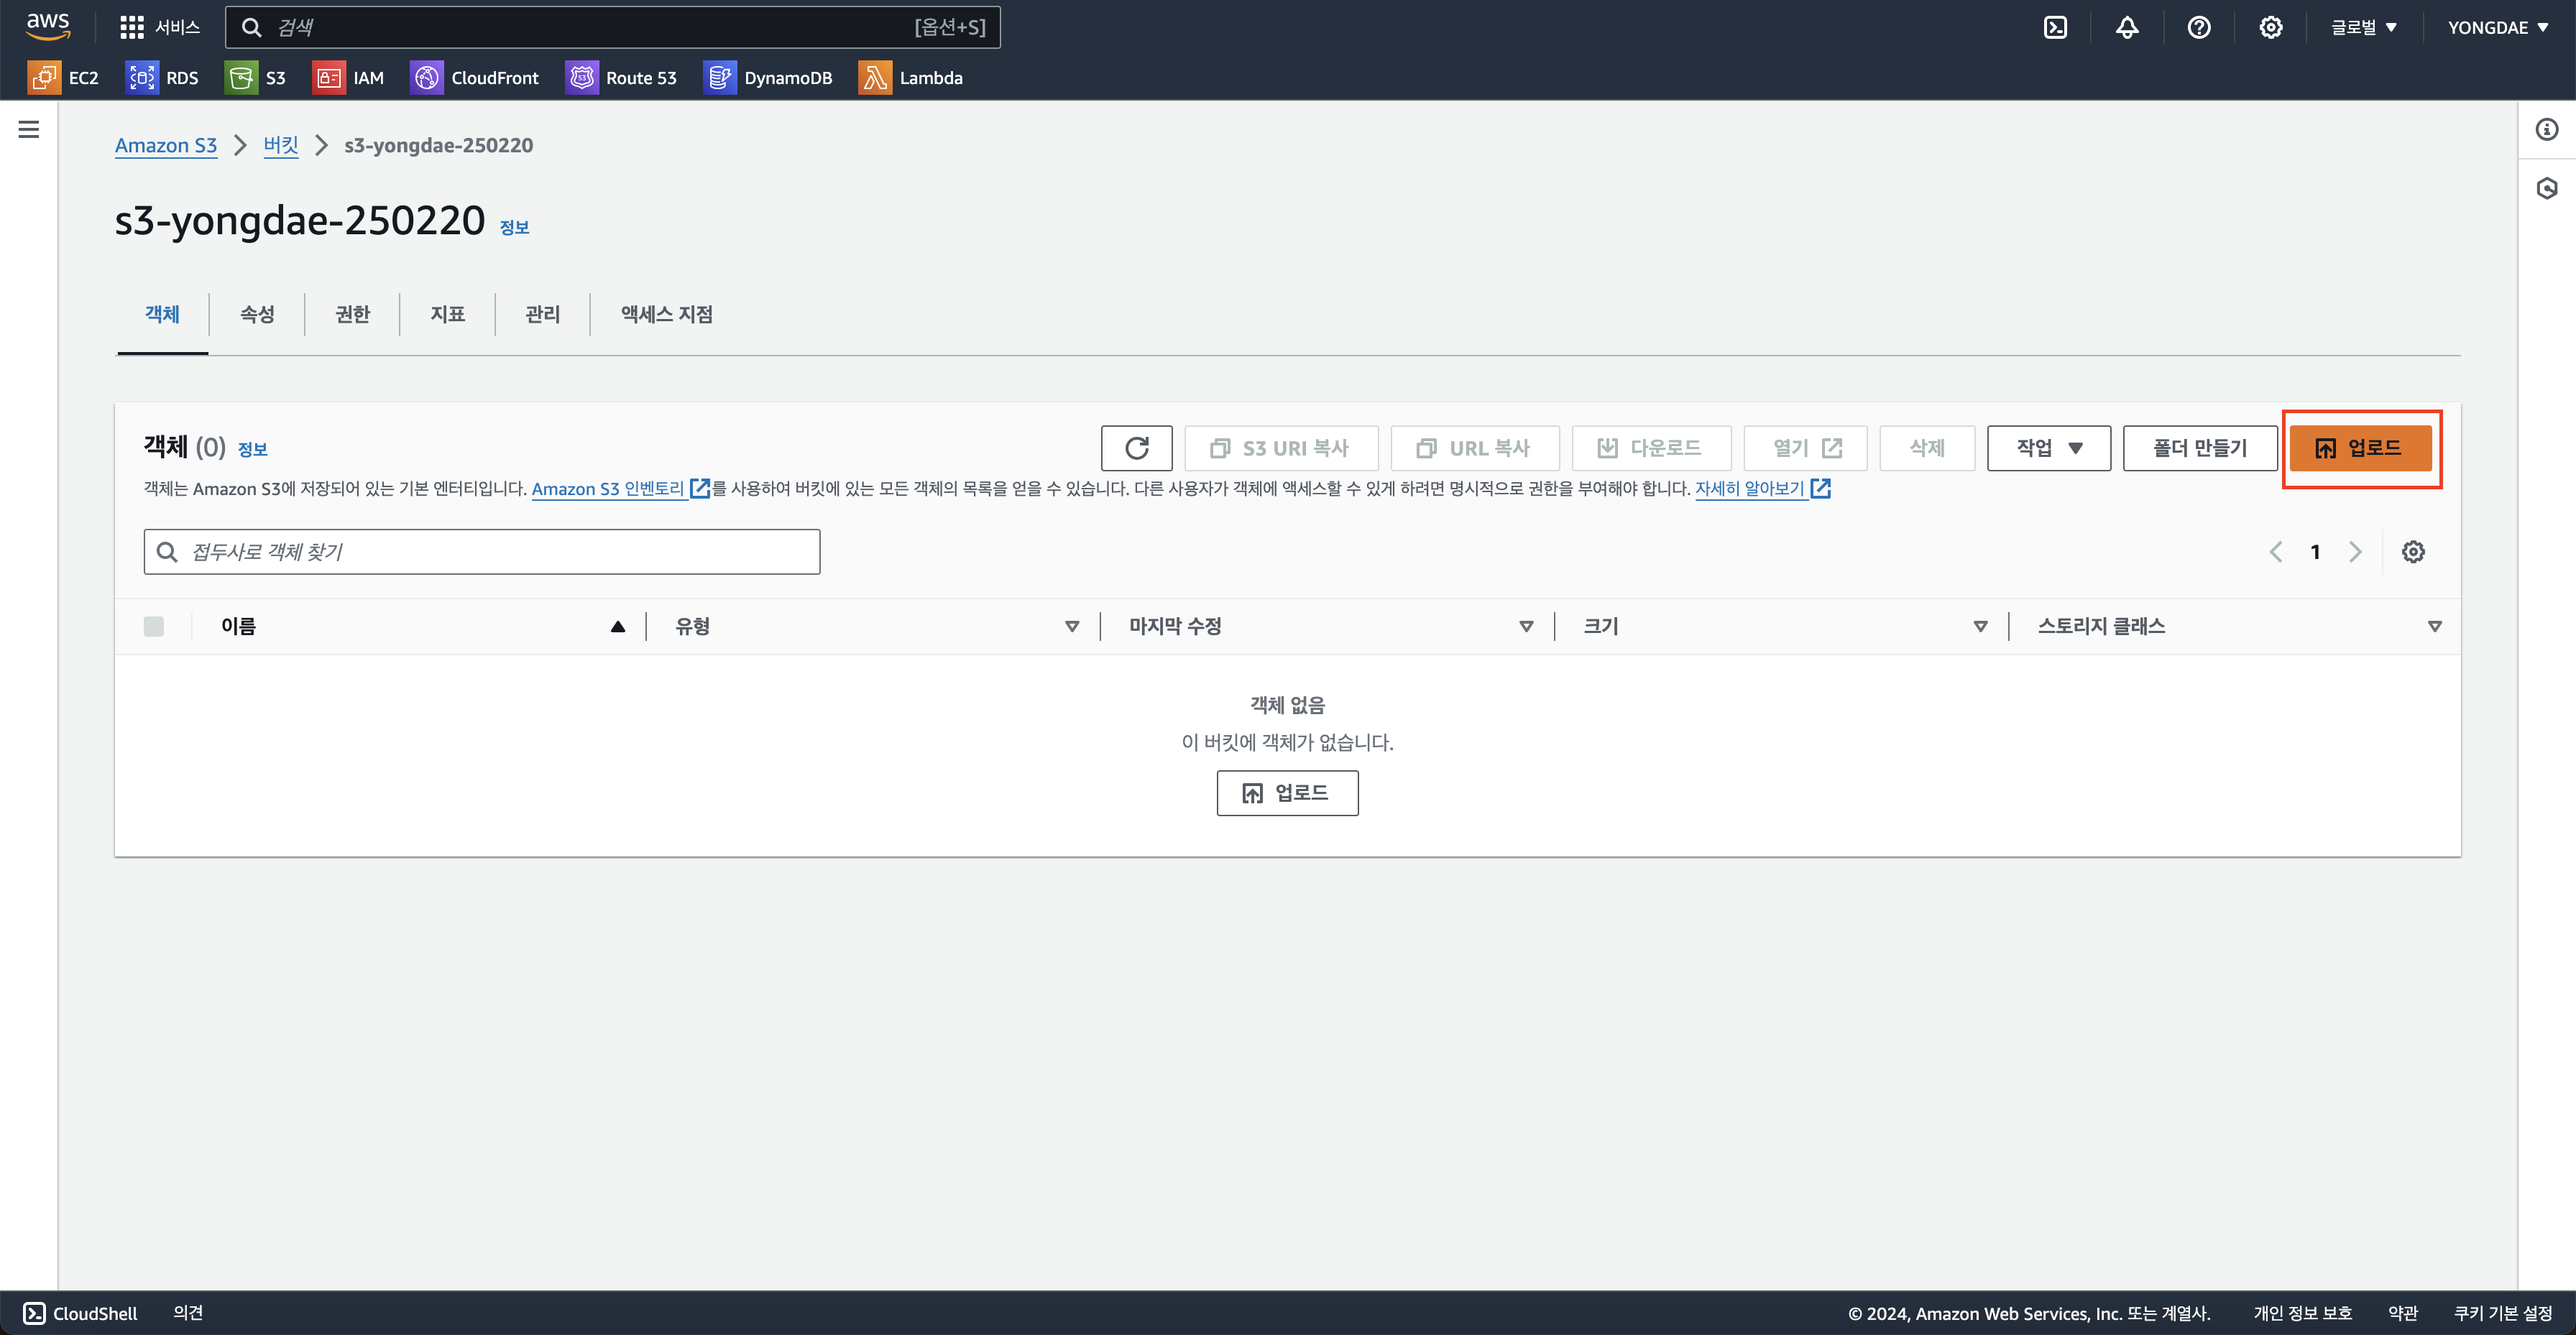 aws 서비스 검색 [옵션+S] 글로벌 YONGDAE
EC2 RDS S3 IAM CloudFront Route 53 DynamoDB Lambda
Amazon S3 버킷 s3-yongdae-250220
s3-yongdae-250220 정보
객체 속성 권한 지표 관리 액세스 지점
객체 (0) 정보 S3 URI 복사 URL 복사 다운로드 열기 삭제 작업 폴더 만들기 업로드
객체는 Amazon S3에 저장되어 있는 기본 엔터티입니다. Amazon S3 인벤토리 를 사용하여 버킷에 있는 모든 객체의 목록을 얻을 수 있습니다. 다른 사용자가 객체에 액세스할 수 있게 하려면 명시적으로 권한을 부여해야 합니다. 자세히 알아보기
접두사로 객체 찾기 1
이름 유형 마지막 수정 크기 스토리지 클래스
객체 없음
이 버킷에 객체가 없습니다.
업로드
CloudShell 의견 © 2024, Amazon Web Services, Inc. 또는 계열사. 개인 정보 보호 약관 쿠키 기본 설정